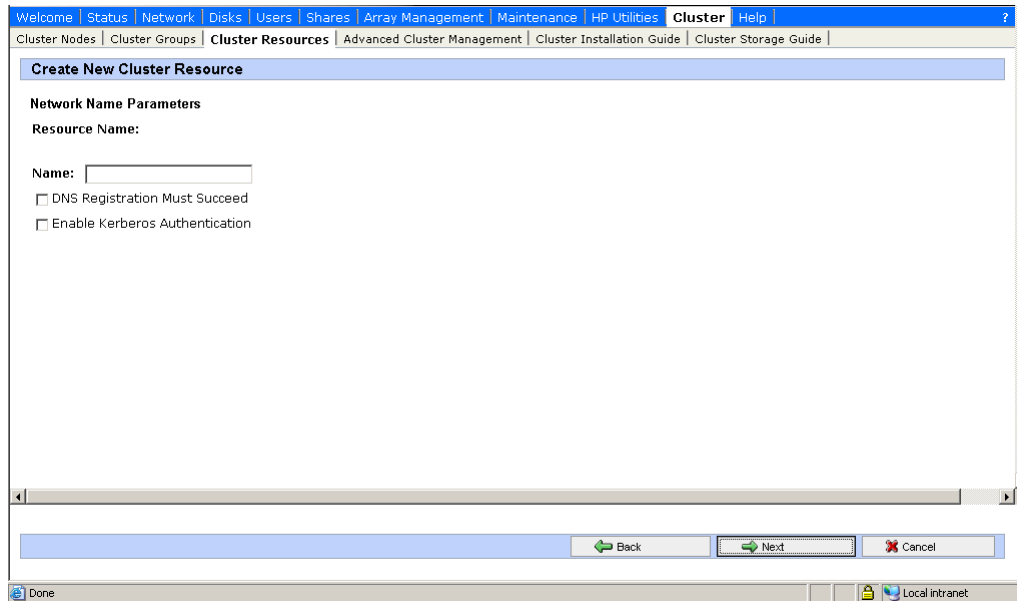 Welcome Status Network Disks Users Shares Array Management Maintenance HP Utilities Cluster Help ?
Cluster Nodes Cluster Groups Cluster Resources Advanced Cluster Management Cluster Installation Guide Cluster Storage Guide
Create New Cluster Resource
Network Name Parameters
Resource Name:
Name:
DNS Registration Must Succeed
Enable Kerberos Authentication
Back Next Cancel
Done Local intranet